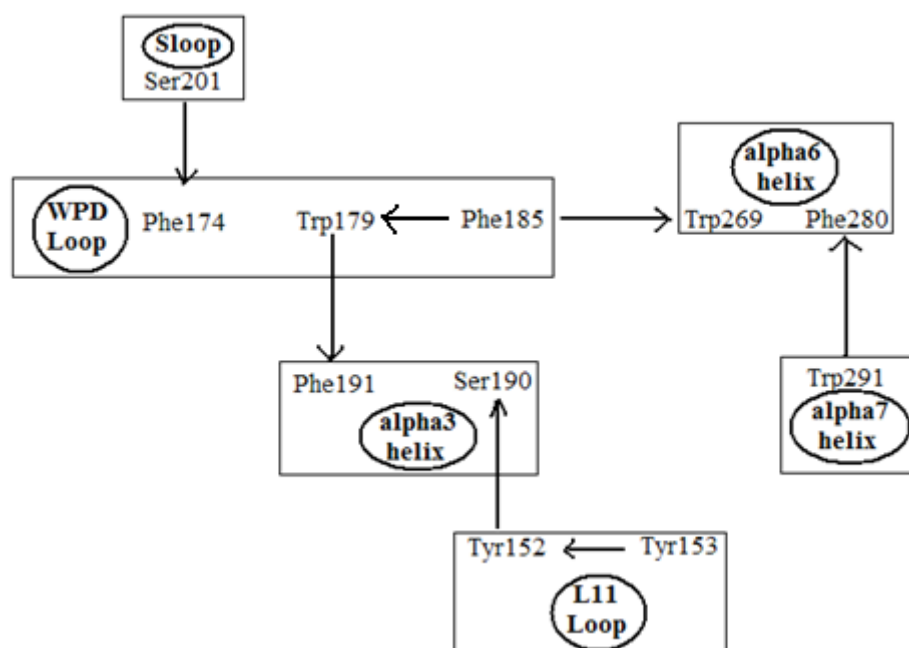 Sloop
Ser201
WPD
Loop
Phe174
Trp179
Phe185
alpha6
helix
Trp269
Phe280
Phe191
Ser190
alpha3
helix
Trp291
alpha7
helix
Tyr152
Tyr153
L11
Loop